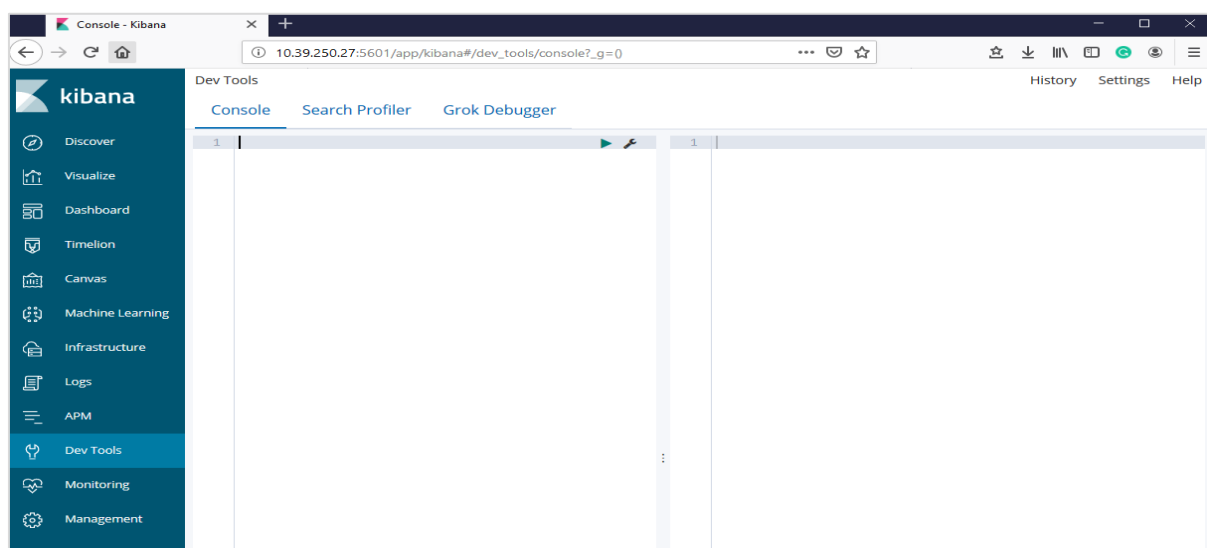 Console - Kibana
10.39.250.27:5601/app/kibana#/dev_tools/console?_g=()
kibana
Dev Tools
History Settings Help
Console Search Profiler Grok Debugger
1
1
Discover
Visualize
Dashboard
Timelion
Canvas
Machine Learning
Infrastructure
Logs
APM
Dev Tools
Monitoring
Management